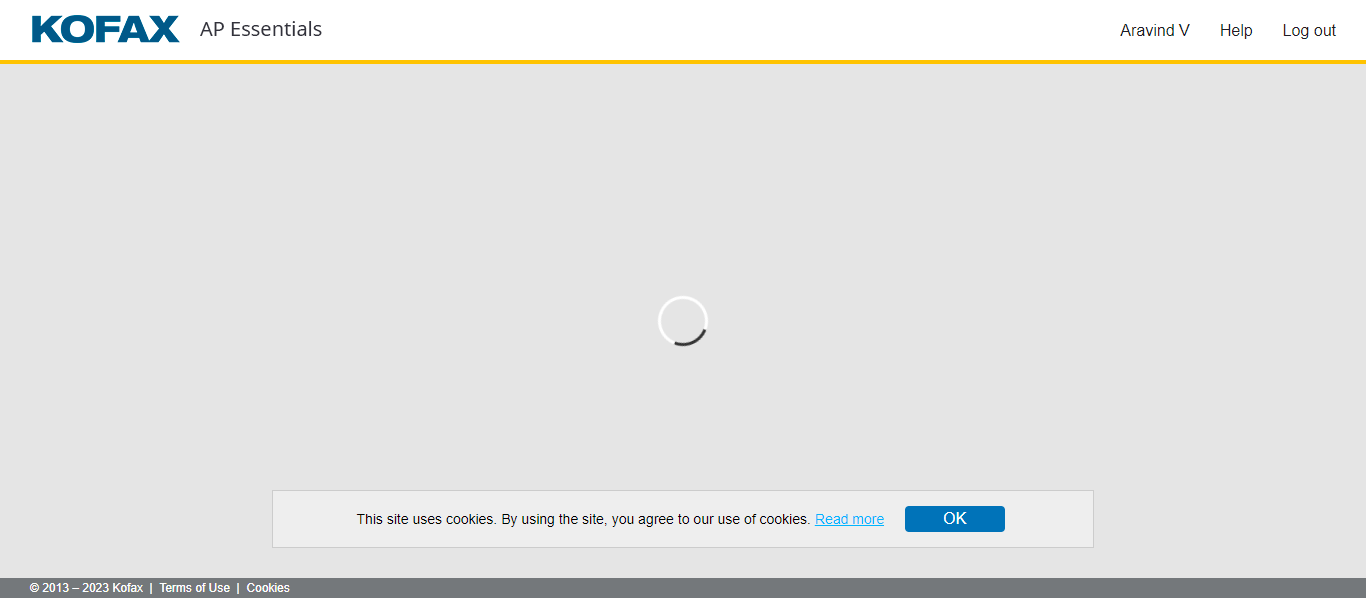 KOFAX AP Essentials Aravind V Help Log out
This site uses cookies. By using the site, you agree to our use of cookies. Read more OK
© 2013 – 2023 Kofax | Terms of Use | Cookies